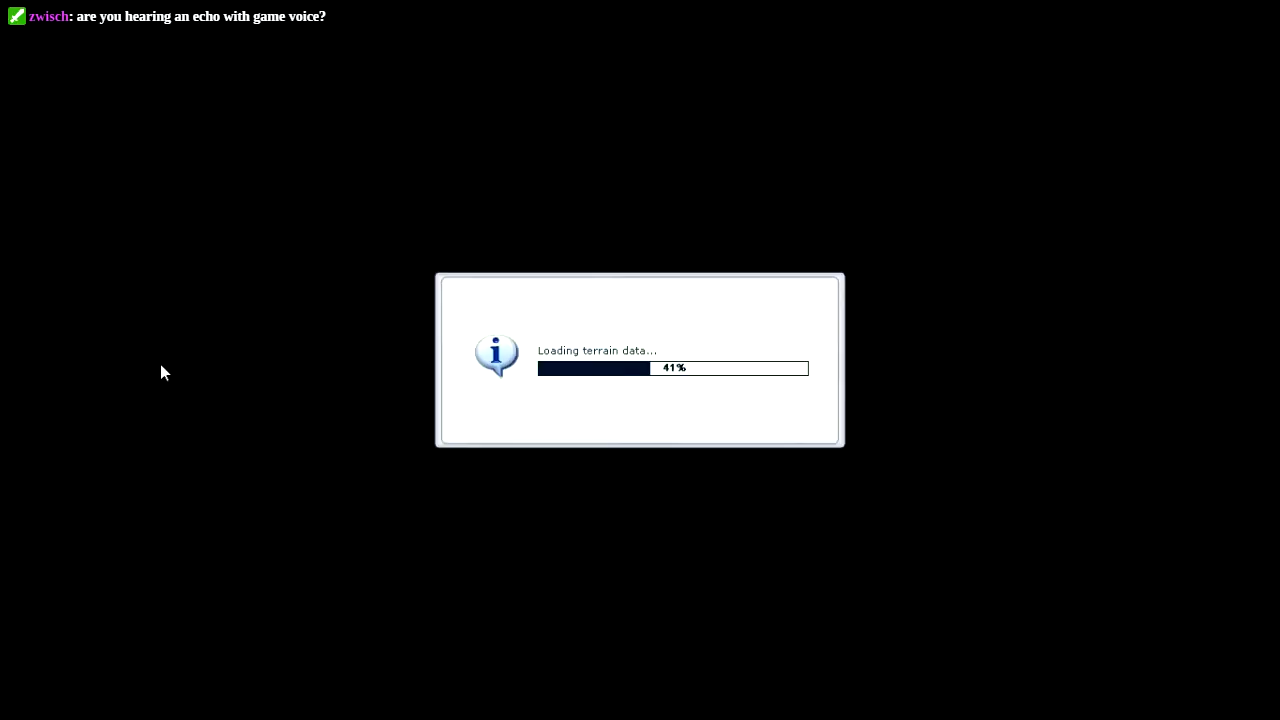 zwisch: are you hearing an echo with game voice?
Loading terrain data...
41%